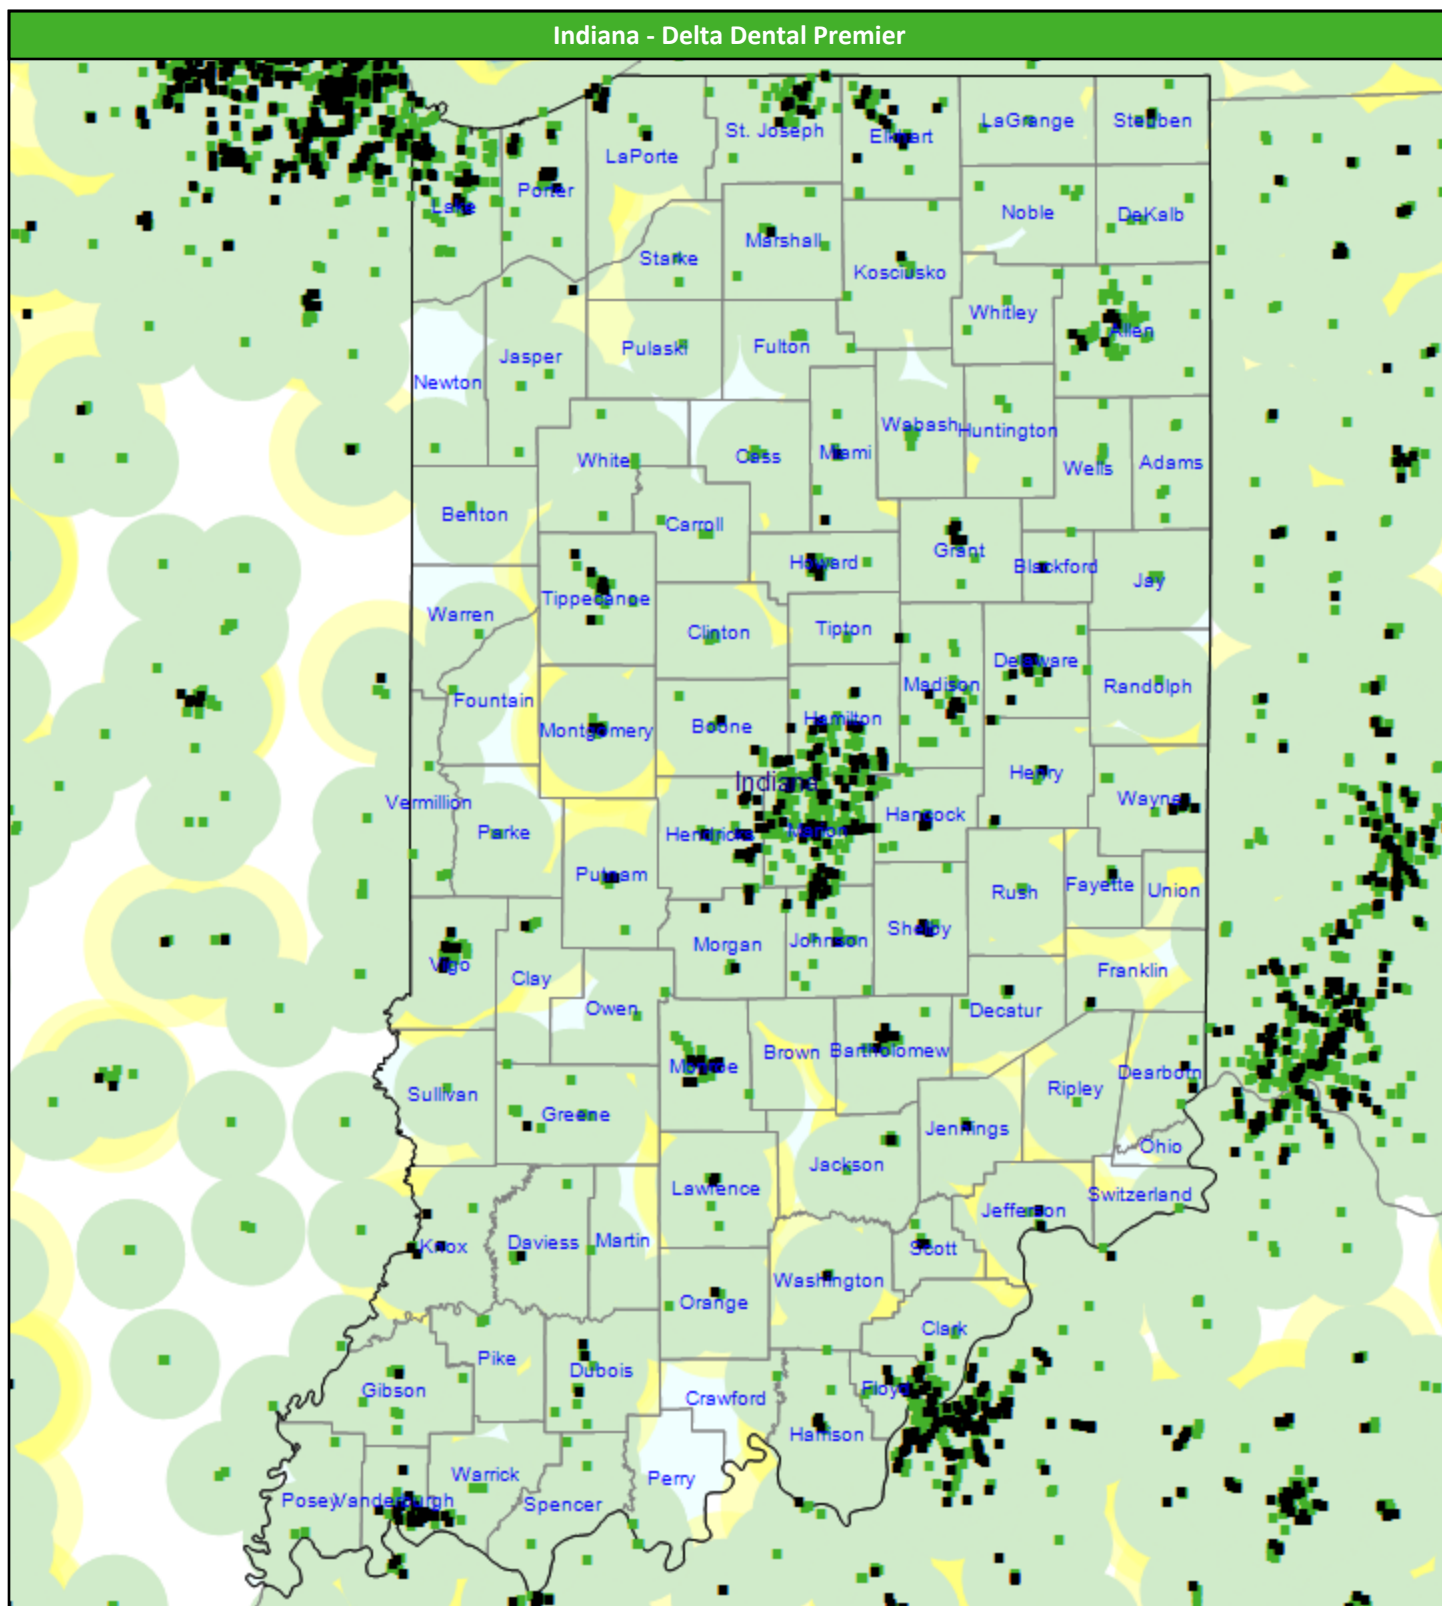 Indiana - Delta Dental Premier
St. Joseph
Elkhart
LaGrange
Steuben
LaPorte
Porter
Lake
Noble
DeKalb
Marshall
Starke
Kosciusko
Whitley
Allen
Jasper
Pulaski
Fulton
Newton
Wabash
Huntington
White
Cass
Miami
Wells
Adams
Benton
Carroll
Howard
Grant
Blackford
Jay
Tippecanoe
Warren
Clinton
Tipton
Delaware
Madison
Randolph
Fountain
Montgomery
Boone
Hamilton
Indiana
Henry
Vermillion
Parke
Hendricks
Marion
Hancock
Wayne
Putnam
Rush
Fayette
Union
Vigo
Clay
Morgan
Johnson
Shelby
Franklin
Owen
Decatur
Monroe
Brown
Bartholomew
Dearborn
Sullivan
Greene
Ripley
Jennings
Ohio
Jackson
Lawrence
Switzerland
Jefferson
Knox
Daviess
Martin
Scott
Washington
Orange
Clark
Pike
Dubois
Gibson
Crawford
Floyd
Harrison
Warrick
Perry
Posey
Vanderburgh
Spencer